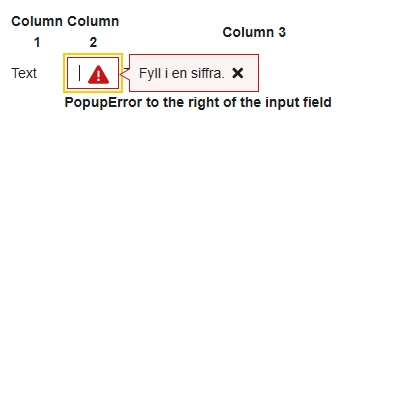 Column 1
Column 2
Column 3
Text
Fyll i en siffra.
PopupError to the right of the input field